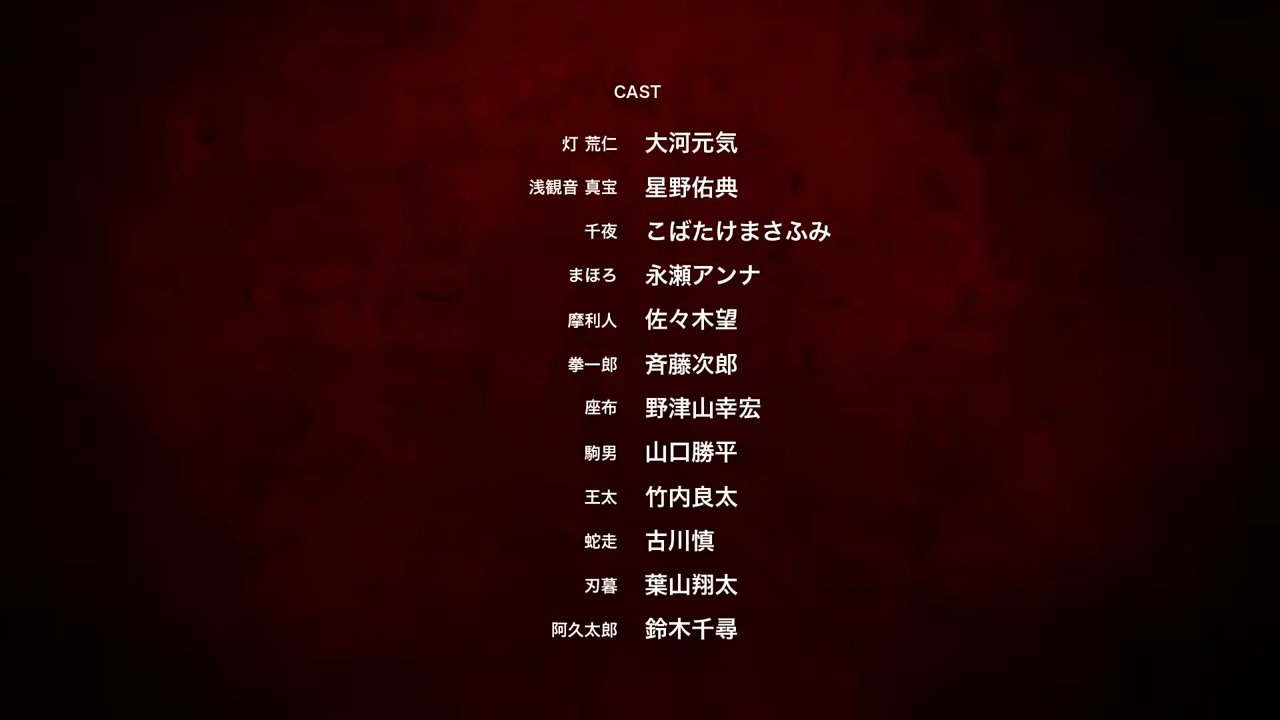 CAST
灯 荒仁 大河元気
浅観音 真宝 星野佑典
千夜 こばたけまさふみ
まほろ 永瀬アンナ
摩利人 佐々木望
拳一郎 斉藤次郎
座布 野津山幸宏
駒男 山口勝平
王太 竹内良太
蛇走 古川慎
刃暮 葉山翔太
阿久太郎 鈴木千尋